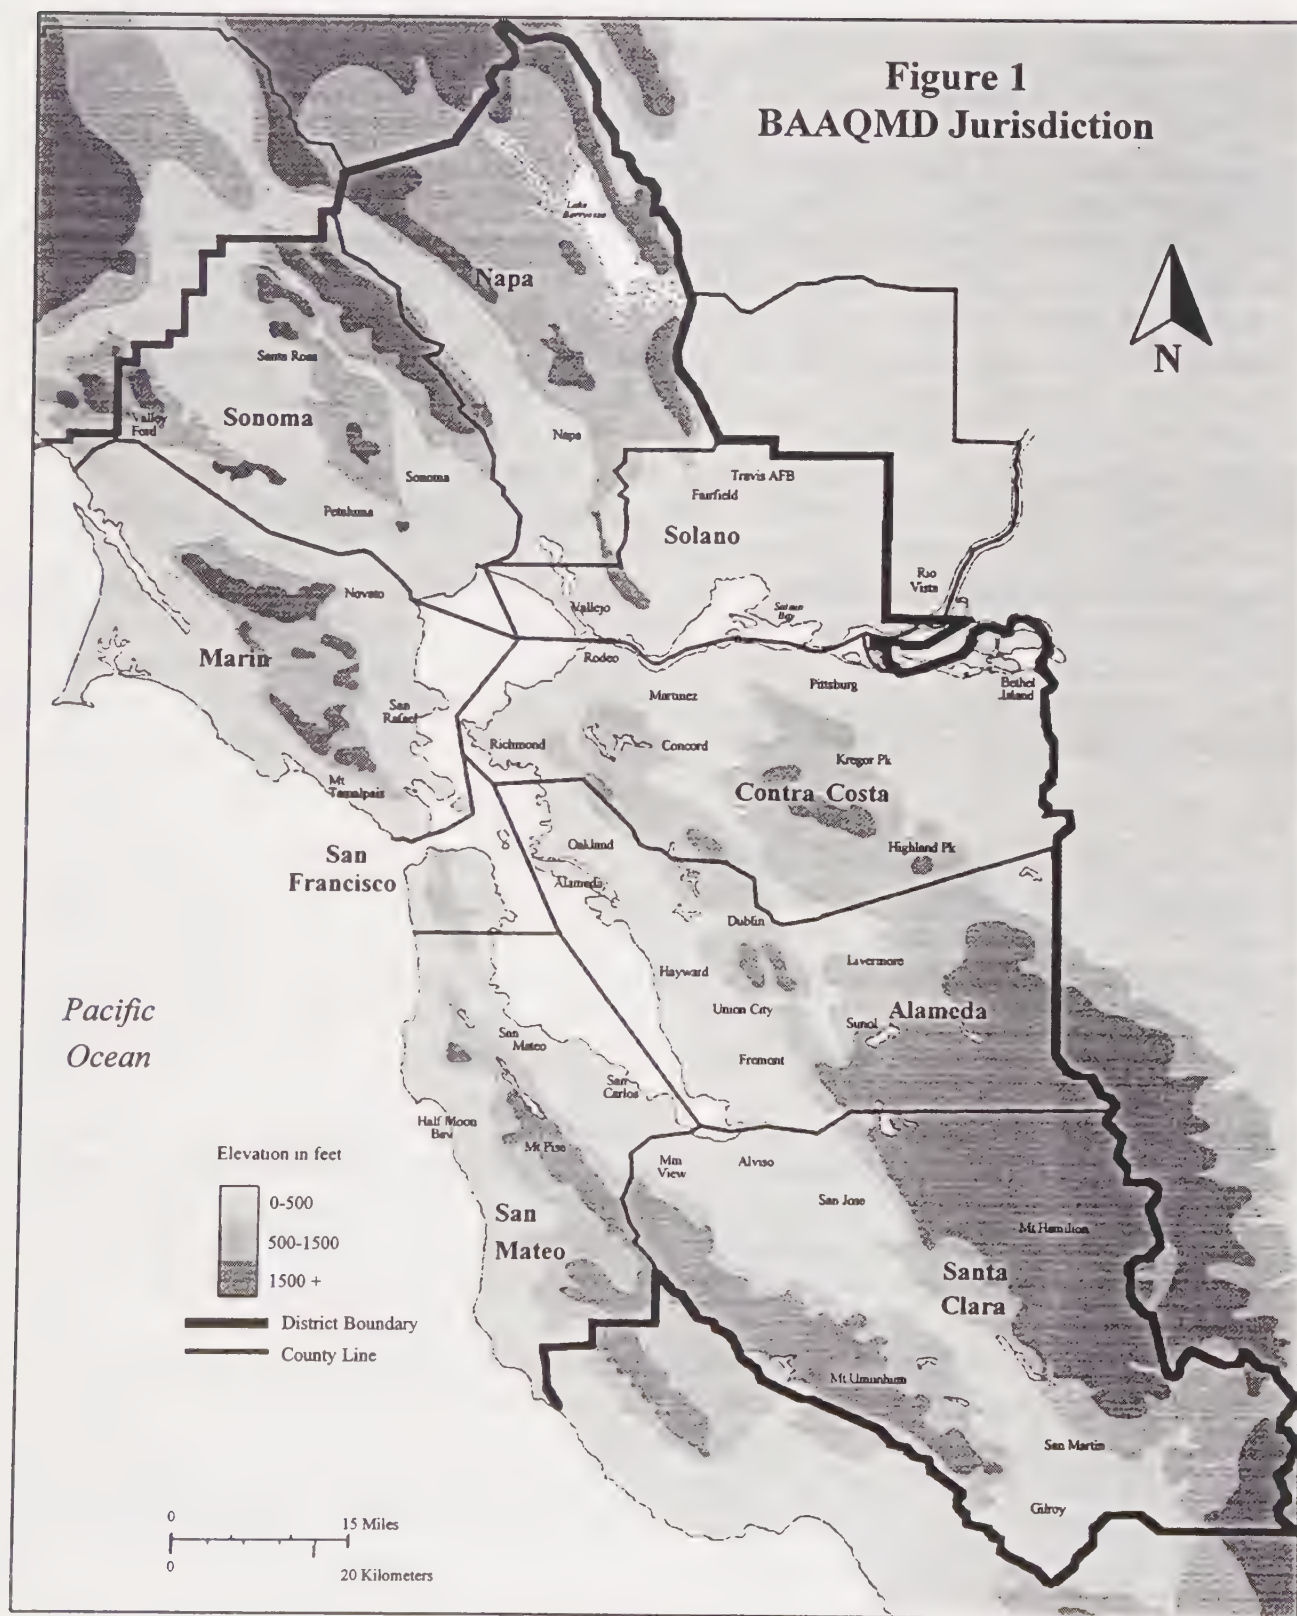 Figure 1
BAAQMD Jurisdiction
Lake
Berryessa
Napa
Santa Rosa
Valley
Ford
Sonoma
Napa
Sonoma
Petaluma
Travis AFB
Fairfield
Solano
N
Rio
Vista
Novato
Vallejo
Suisun
Bay
Marin
Rodeo
Martinez
Pittsburg
Bethel
Island
San
Rafael
Richmond
Concord
Kregor Pk
Mt
Tamalpais
Contra Costa
Oakland
Highland Pk
San
Francisco
Alameda
Dublin
Hayward
Livermore
Union City
Sunol
Alameda
Pacific
Ocean
San
Mateo
Fremont
San
Carlos
Half Moon
Bay
Mt Pise
Mtn
View
Alviso
San Jose
Elevation in feet
0-500
500-1500
1500 +
District Boundary
County Line
San
Mateo
Mt Hamilton
Santa
Clara
Mt Umunhum
San Martin
Gilroy
0
15 Miles
0
20 Kilometers